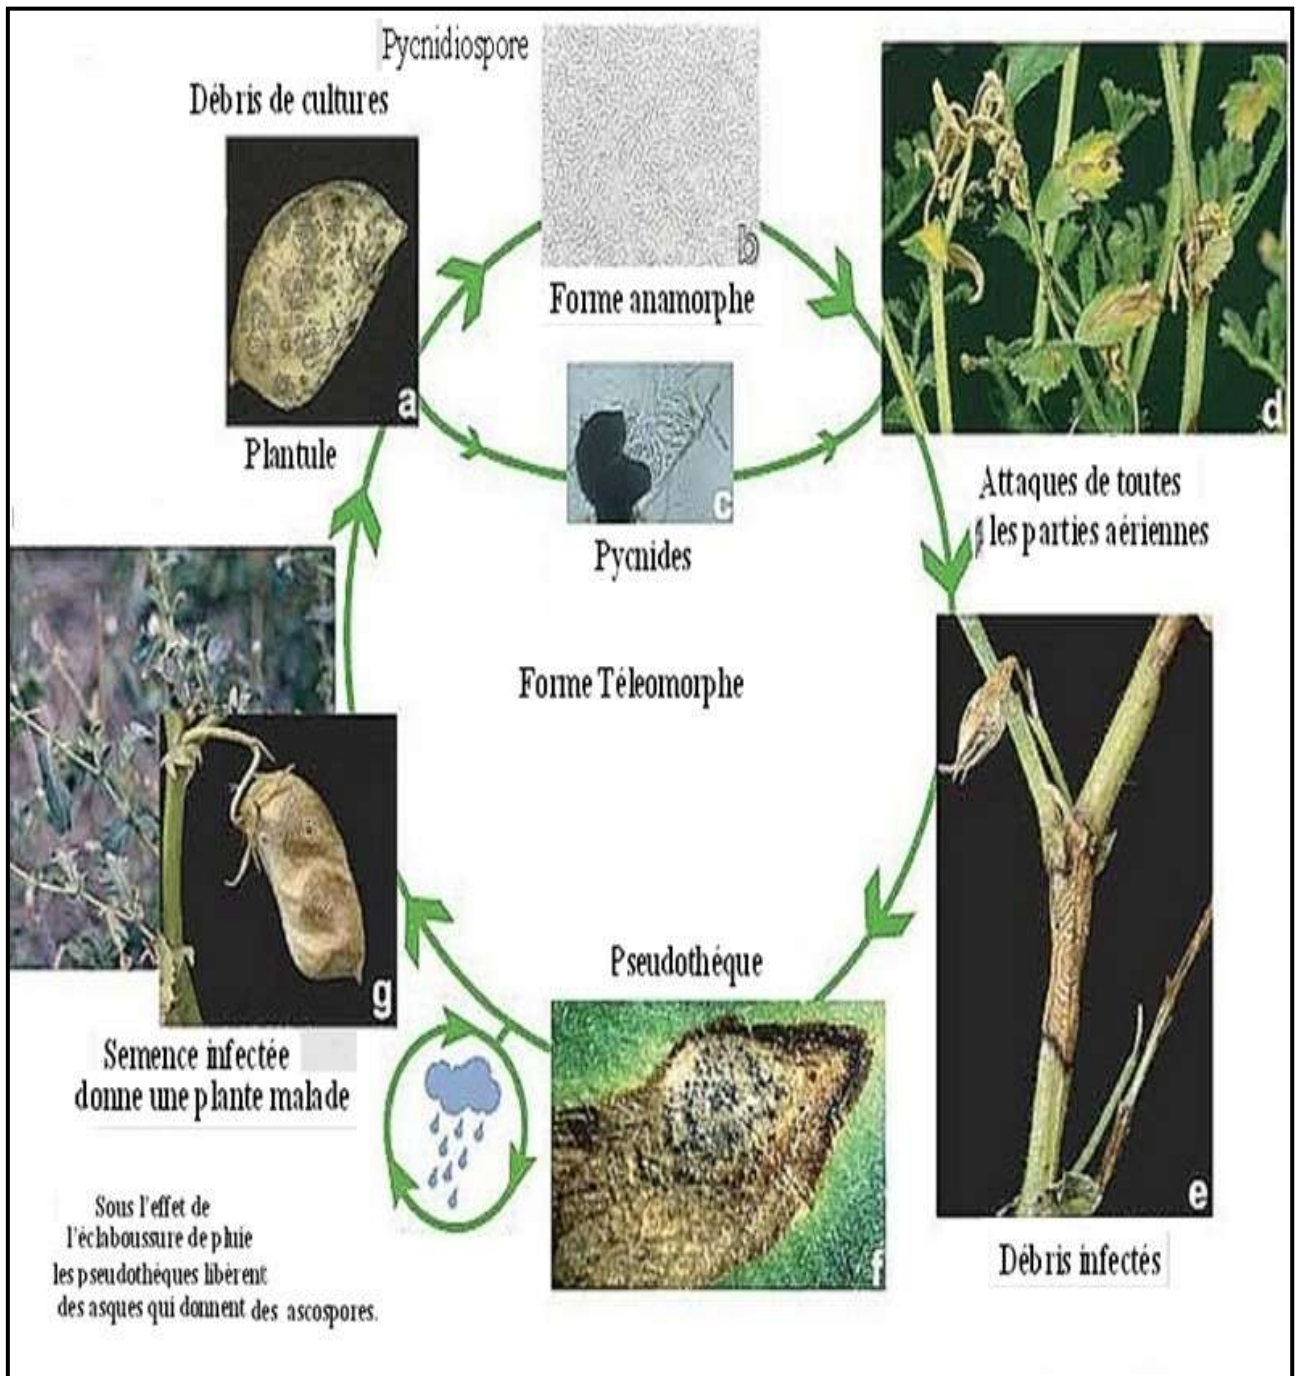 Pycnidiospore
Débris de cultures
b
Forme anamorphe
a
Plantule
c
Pycnides
d
Attaques de toutes
les parties aériennes
Forme Téleomorphe
Pseudothéque
g
Semence infectée
donne une plante malade
e
f
Débris infectés
Sous l'effet de
l'éclaboussure de pluie
les pseudothèques libèrent
des asques qui donnent des ascospores.